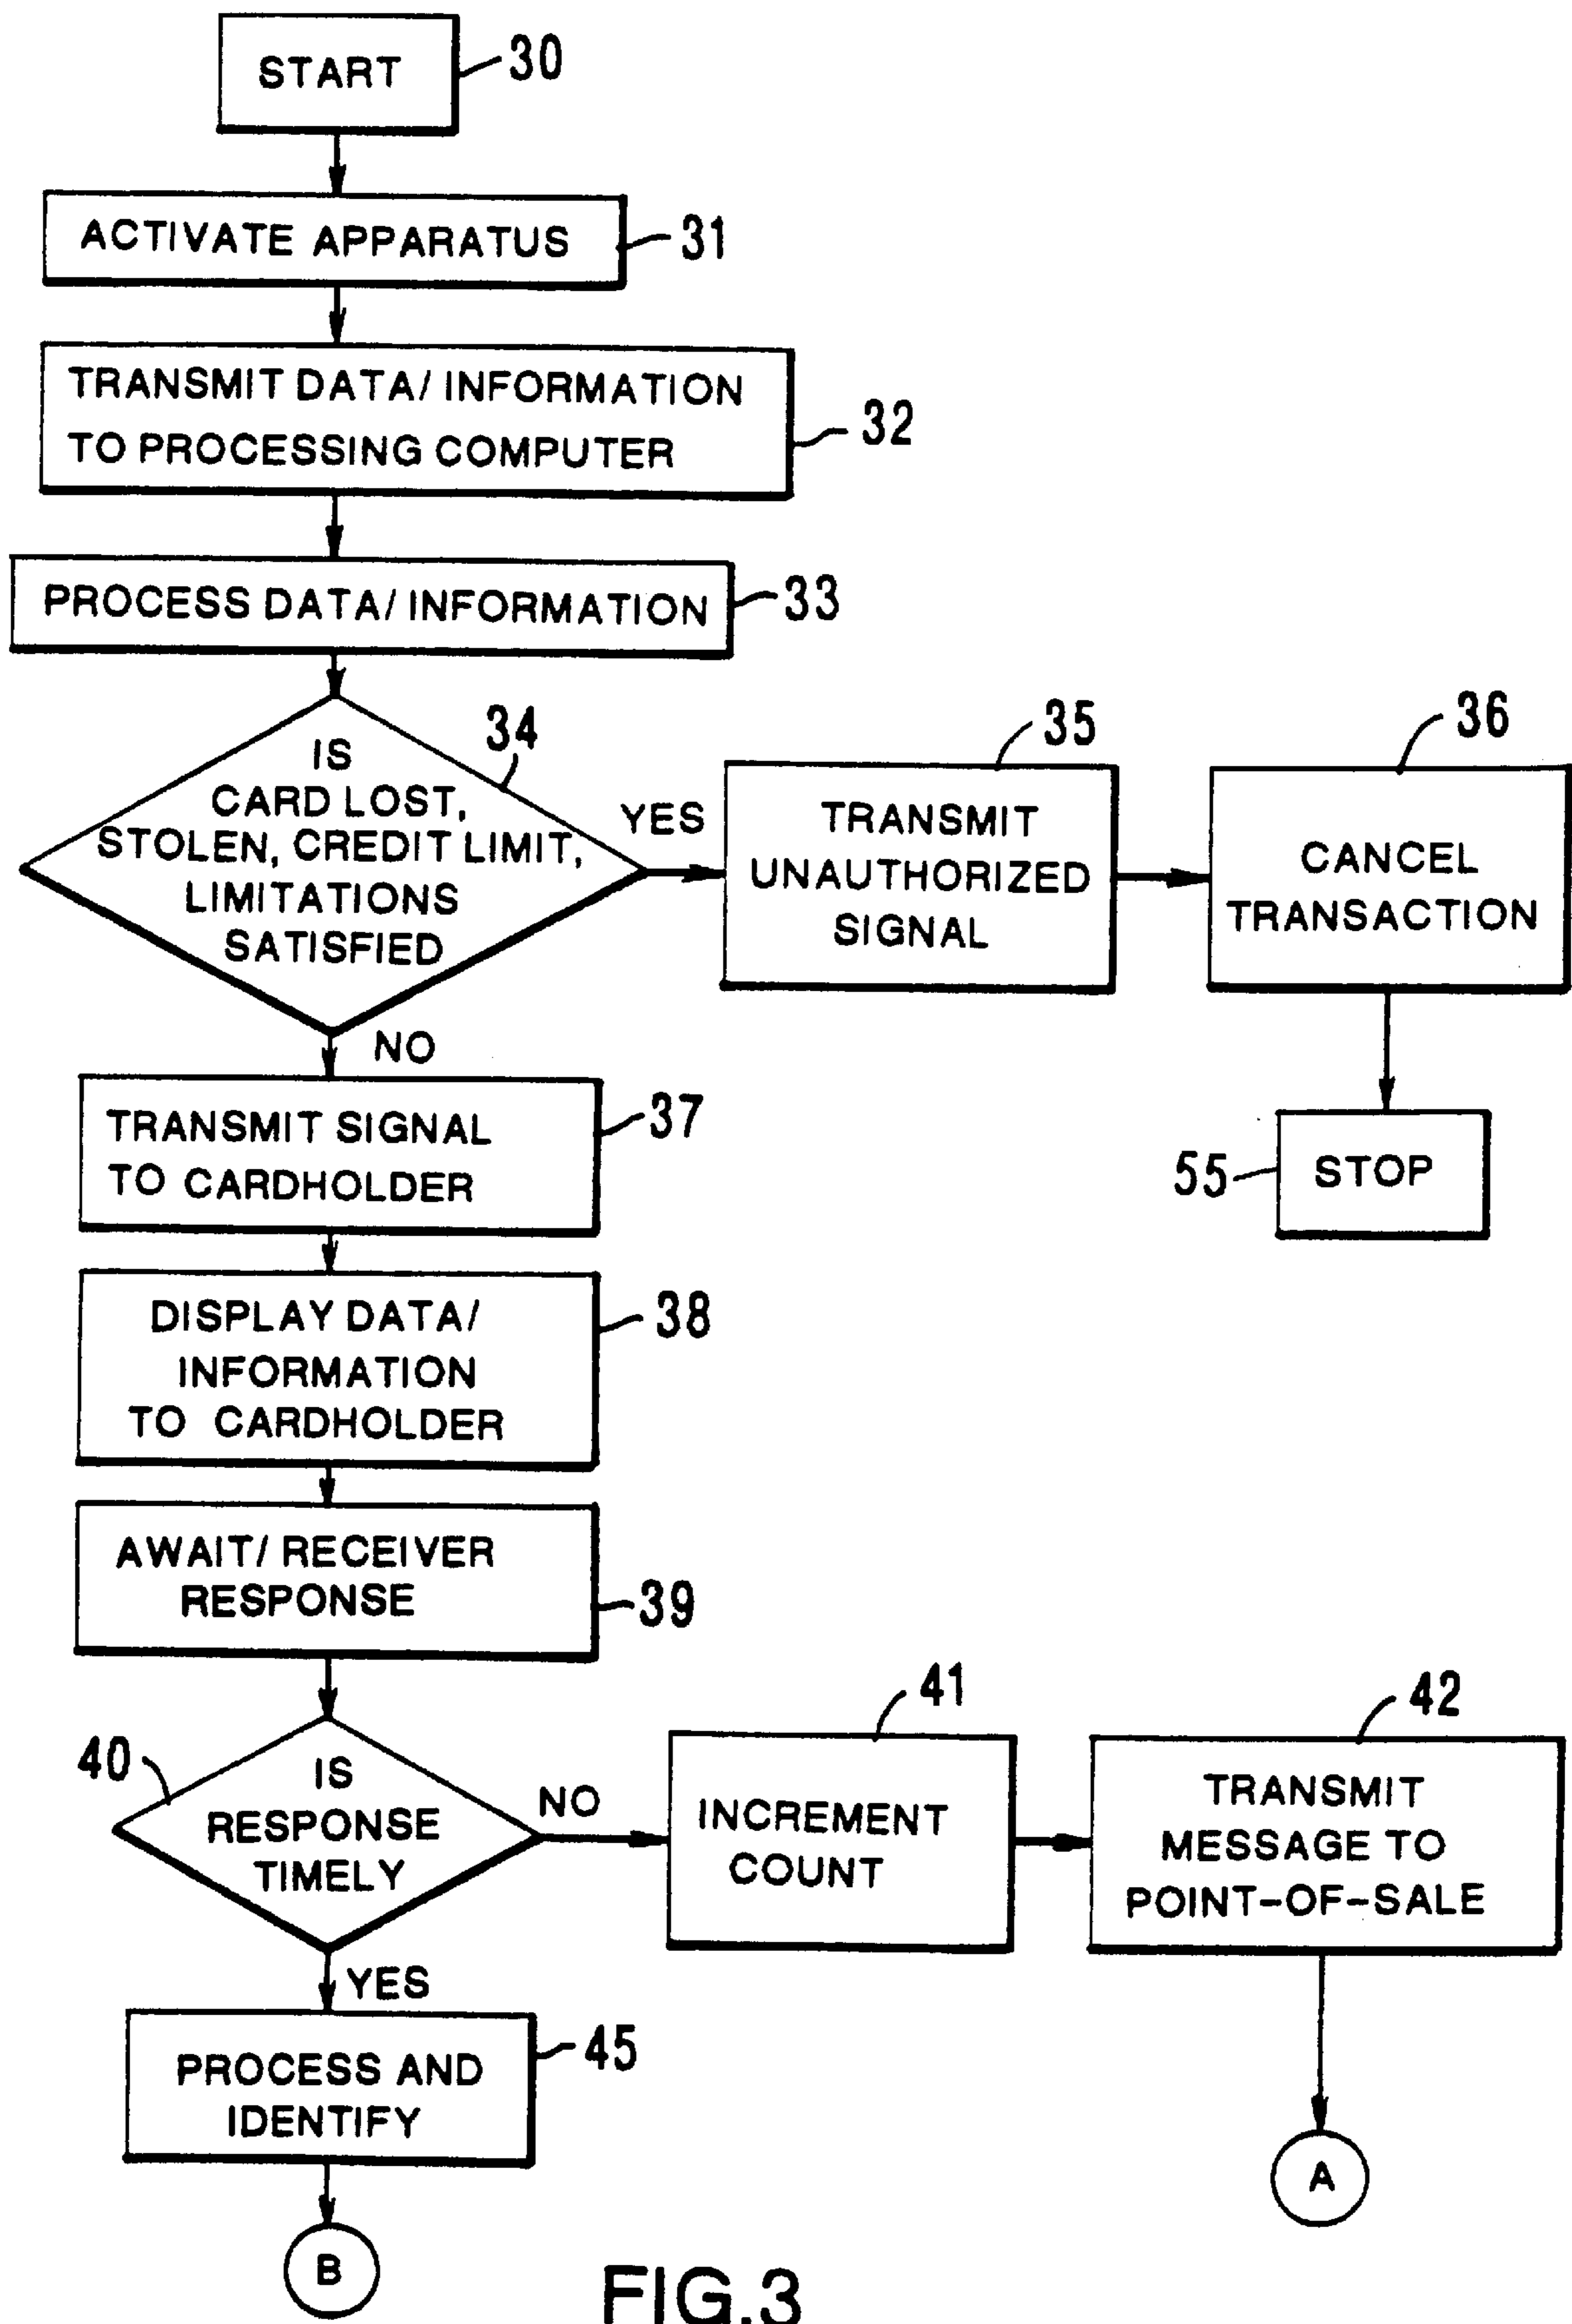 START
30
ACTIVATE APPARATUS
31
TRANSMIT DATA/ INFORMATION
TO PROCESSING COMPUTER
32
PROCESS DATA/ INFORMATION
33
34
IS
CARD LOST,
STOLEN, CREDIT LIMIT,
LIMITATIONS
SATISFIED
YES
35
TRANSMIT
UNAUTHORIZED
SIGNAL
36
CANCEL
TRANSACTION
NO
55
STOP
TRANSMIT SIGNAL
TO CARDHOLDER
37
DISPLAY DATA/
INFORMATION
TO CARDHOLDER
38
AWAIT/ RECEIVER
RESPONSE
39
40
IS
RESPONSE
TIMELY
NO
41
INCREMENT
COUNT
42
TRANSMIT
MESSAGE TO
POINT-OF-SALE
YES
PROCESS AND
IDENTIFY
45
A
B
FIG.3